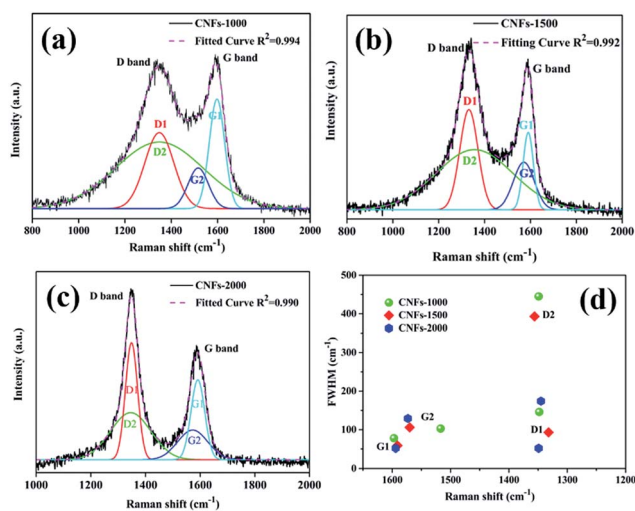 (a)
CNFs-1000
Fitted Curve R²=0.994
D band
G band
D1
D2
G1
G2
Intensity (a.u.)
800 1000 1200 1400 1600 1800 2000
Raman shift (cm⁻¹)
(b)
CNFs-1500
Fitting Curve R²=0.992
D band
G band
D1
D2
G1
G2
Intensity (a.u.)
800 1000 1200 1400 1600 1800 2000
Raman shift (cm⁻¹)
(c)
CNFs-2000
Fitted Curve R²=0.990
D band
G band
D1
D2
G1
G2
Intensity (a.u.)
1000 1200 1400 1600 1800 2000
Raman shift (cm⁻¹)
(d)
CNFs-1000
CNFs-1500
CNFs-2000
D2
G2
D1
G1
FWHM (cm⁻¹)
500
450
400
350
300
250
200
150
100
50
0
1600 1500 1400 1300 1200
Raman shift (cm⁻¹)